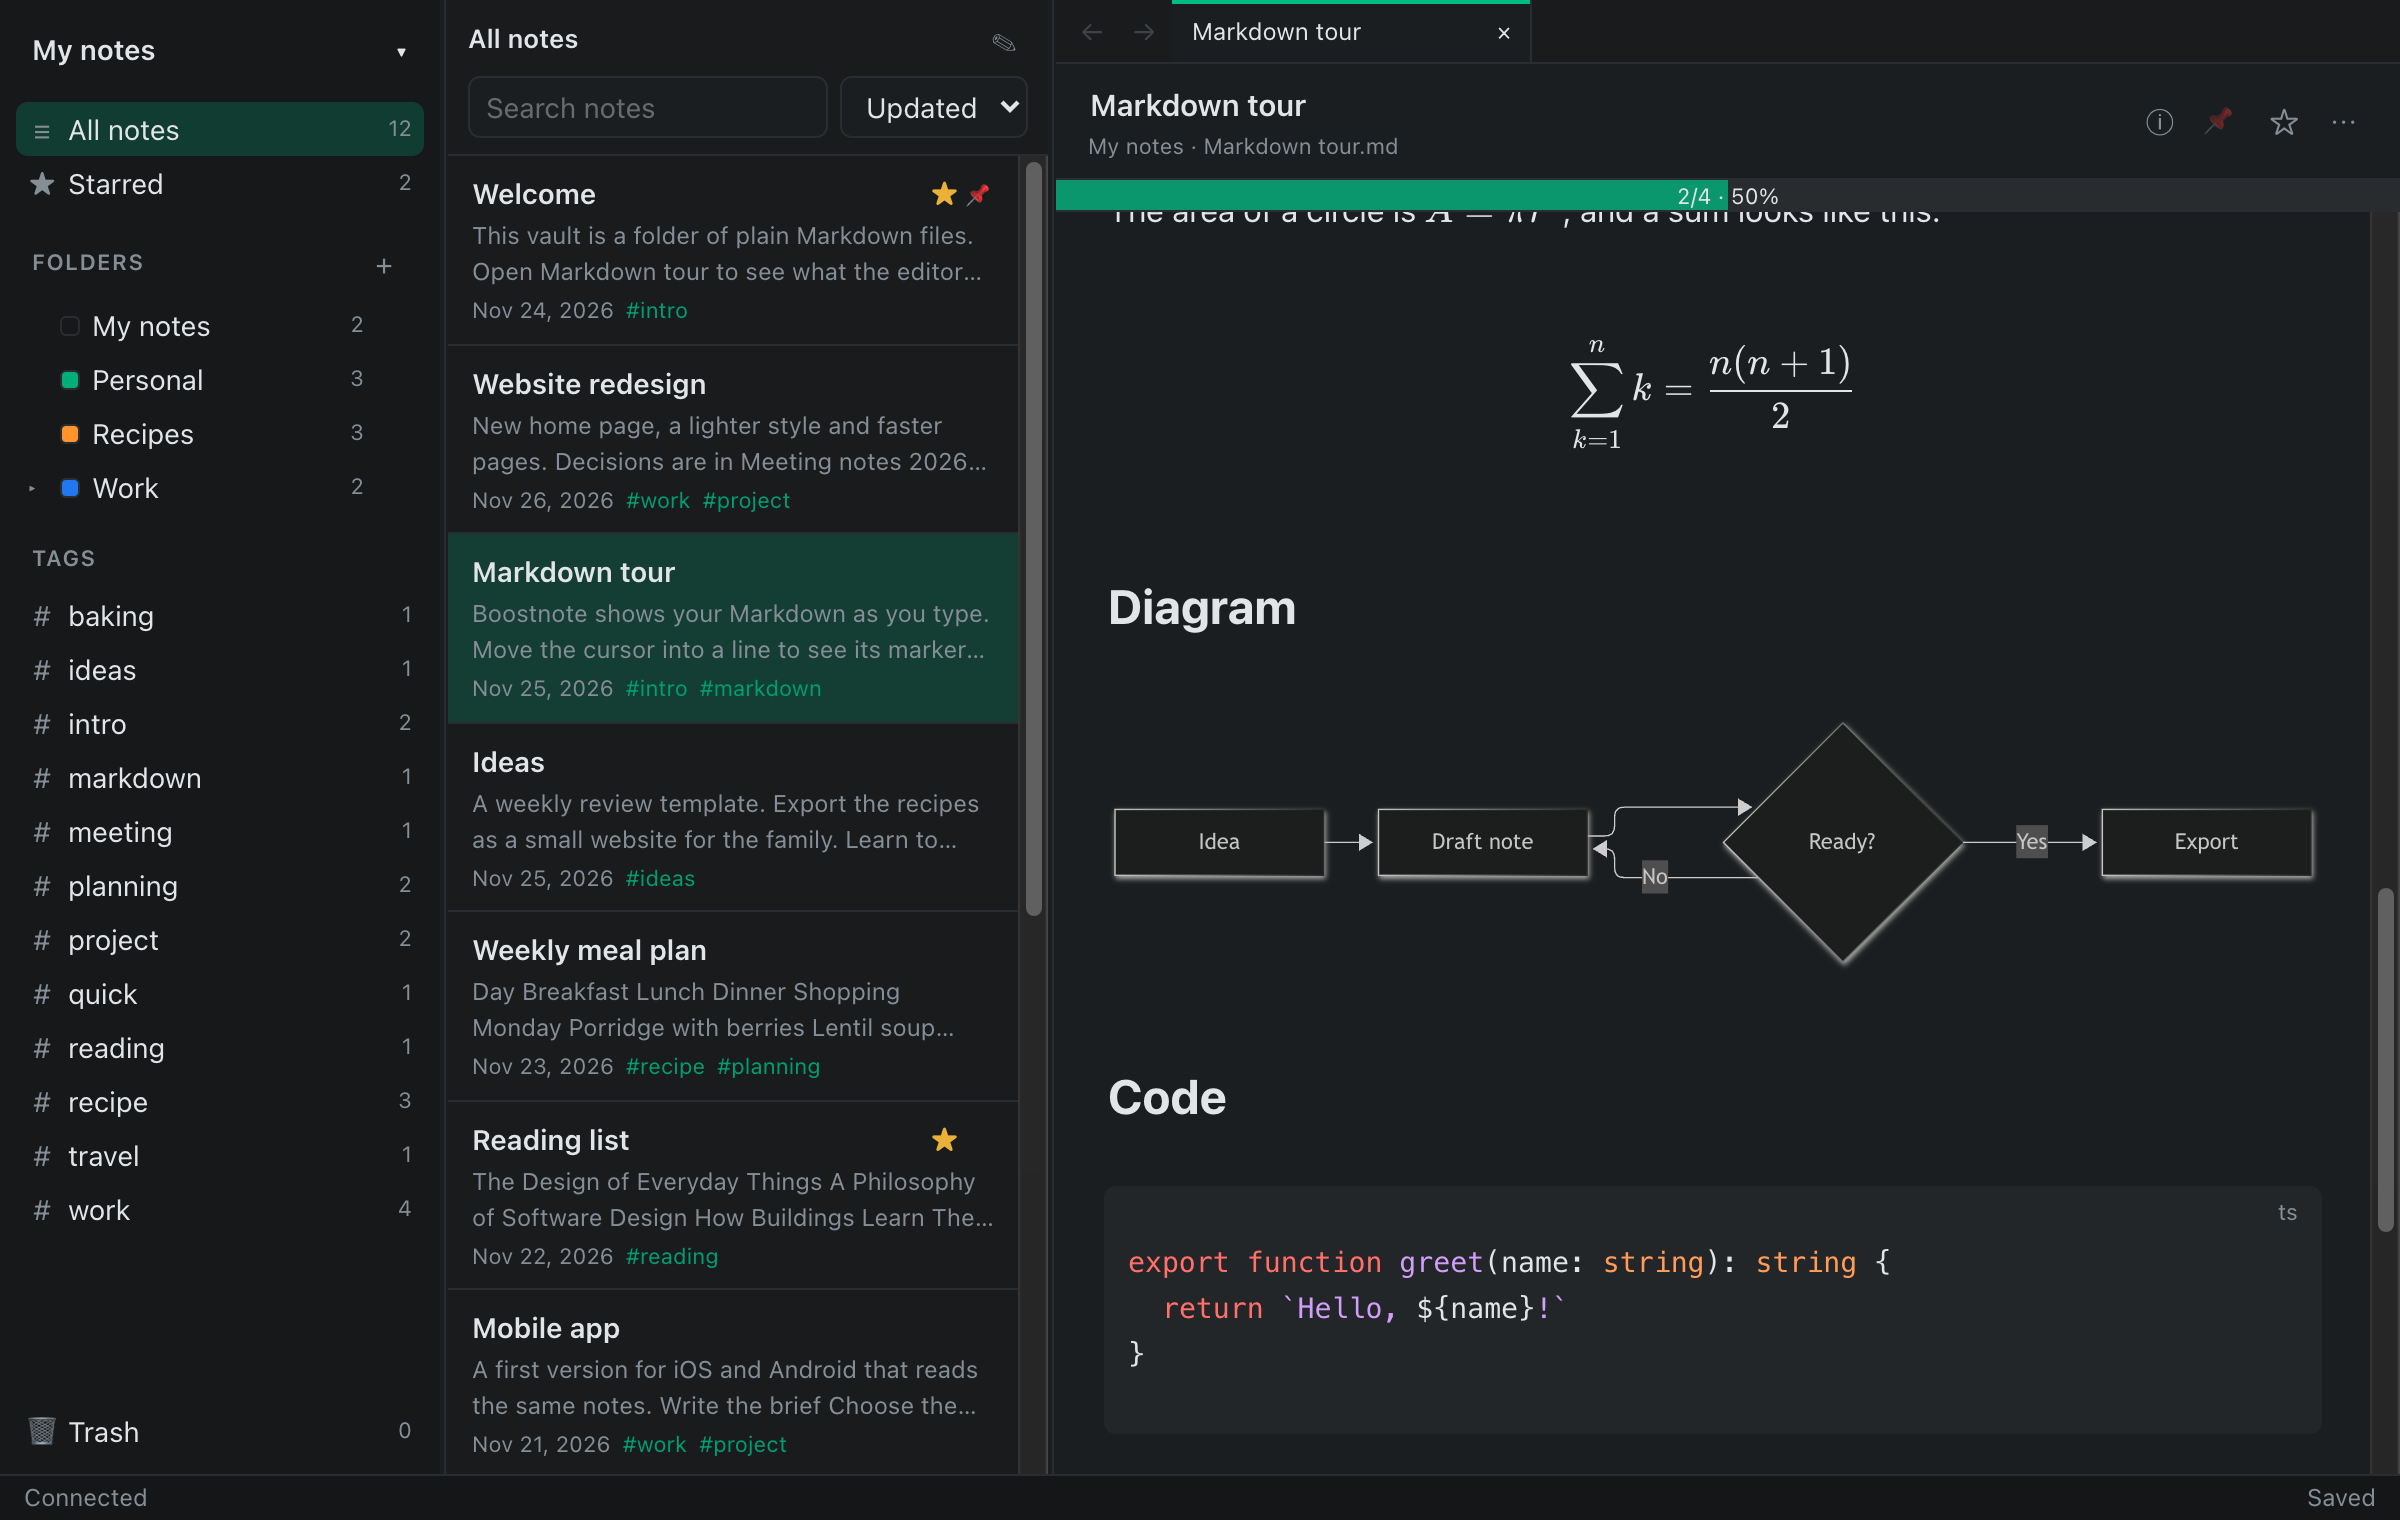 My notes
All notes 12
Starred 2
FOLDERS
My notes 2
Personal 3
Recipes 3
Work 2
TAGS
# baking 1
# ideas 1
# intro 2
# markdown 1
# meeting 1
# planning 2
# project 2
# quick 1
# reading 1
# recipe 3
# travel 1
# work 4
Trash 0
Connected
All notes
Search notes
Updated
Welcome
This vault is a folder of plain Markdown files.
Open Markdown tour to see what the editor...
Nov 24, 2026 #intro
Website redesign
New home page, a lighter style and faster
pages. Decisions are in Meeting notes 2026...
Nov 26, 2026 #work #project
Markdown tour
Boostnote shows your Markdown as you type.
Move the cursor into a line to see its marker...
Nov 25, 2026 #intro #markdown
Ideas
A weekly review template. Export the recipes
as a small website for the family. Learn to...
Nov 25, 2026 #ideas
Weekly meal plan
Day Breakfast Lunch Dinner Shopping
Monday Porridge with berries Lentil soup...
Nov 23, 2026 #recipe #planning
Reading list
The Design of Everyday Things A Philosophy
of Software Design How Buildings Learn The...
Nov 22, 2026 #reading
Mobile app
A first version for iOS and Android that reads
the same notes. Write the brief Choose the...
Nov 21, 2026 #work #project
Markdown tour ×
Markdown tour
My notes · Markdown tour.md
2/4 · 50%
The area of a circle is A = πr , and a sum looks like this:
n
∑ k = n(n + 1) / 2
k=1
Diagram
Idea
Draft note
No
Ready?
Yes
Export
Code
ts
export function greet(name: string): string {
  return `Hello, ${name}!`
}
Saved